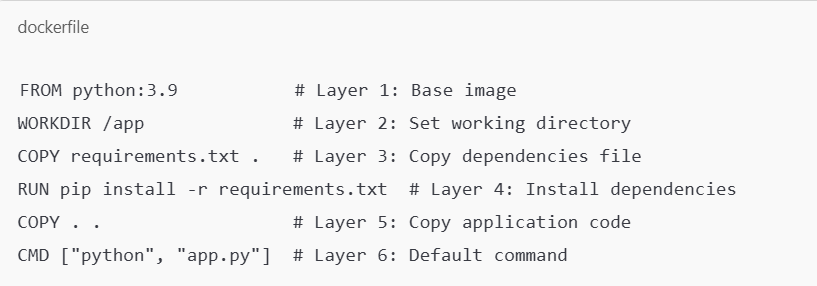 dockerfile
FROM python:3.9 # Layer 1: Base image
WORKDIR /app # Layer 2: Set working directory
COPY requirements.txt . # Layer 3: Copy dependencies file
RUN pip install -r requirements.txt # Layer 4: Install dependencies
COPY . . # Layer 5: Copy application code
CMD ["python", "app.py"] # Layer 6: Default command